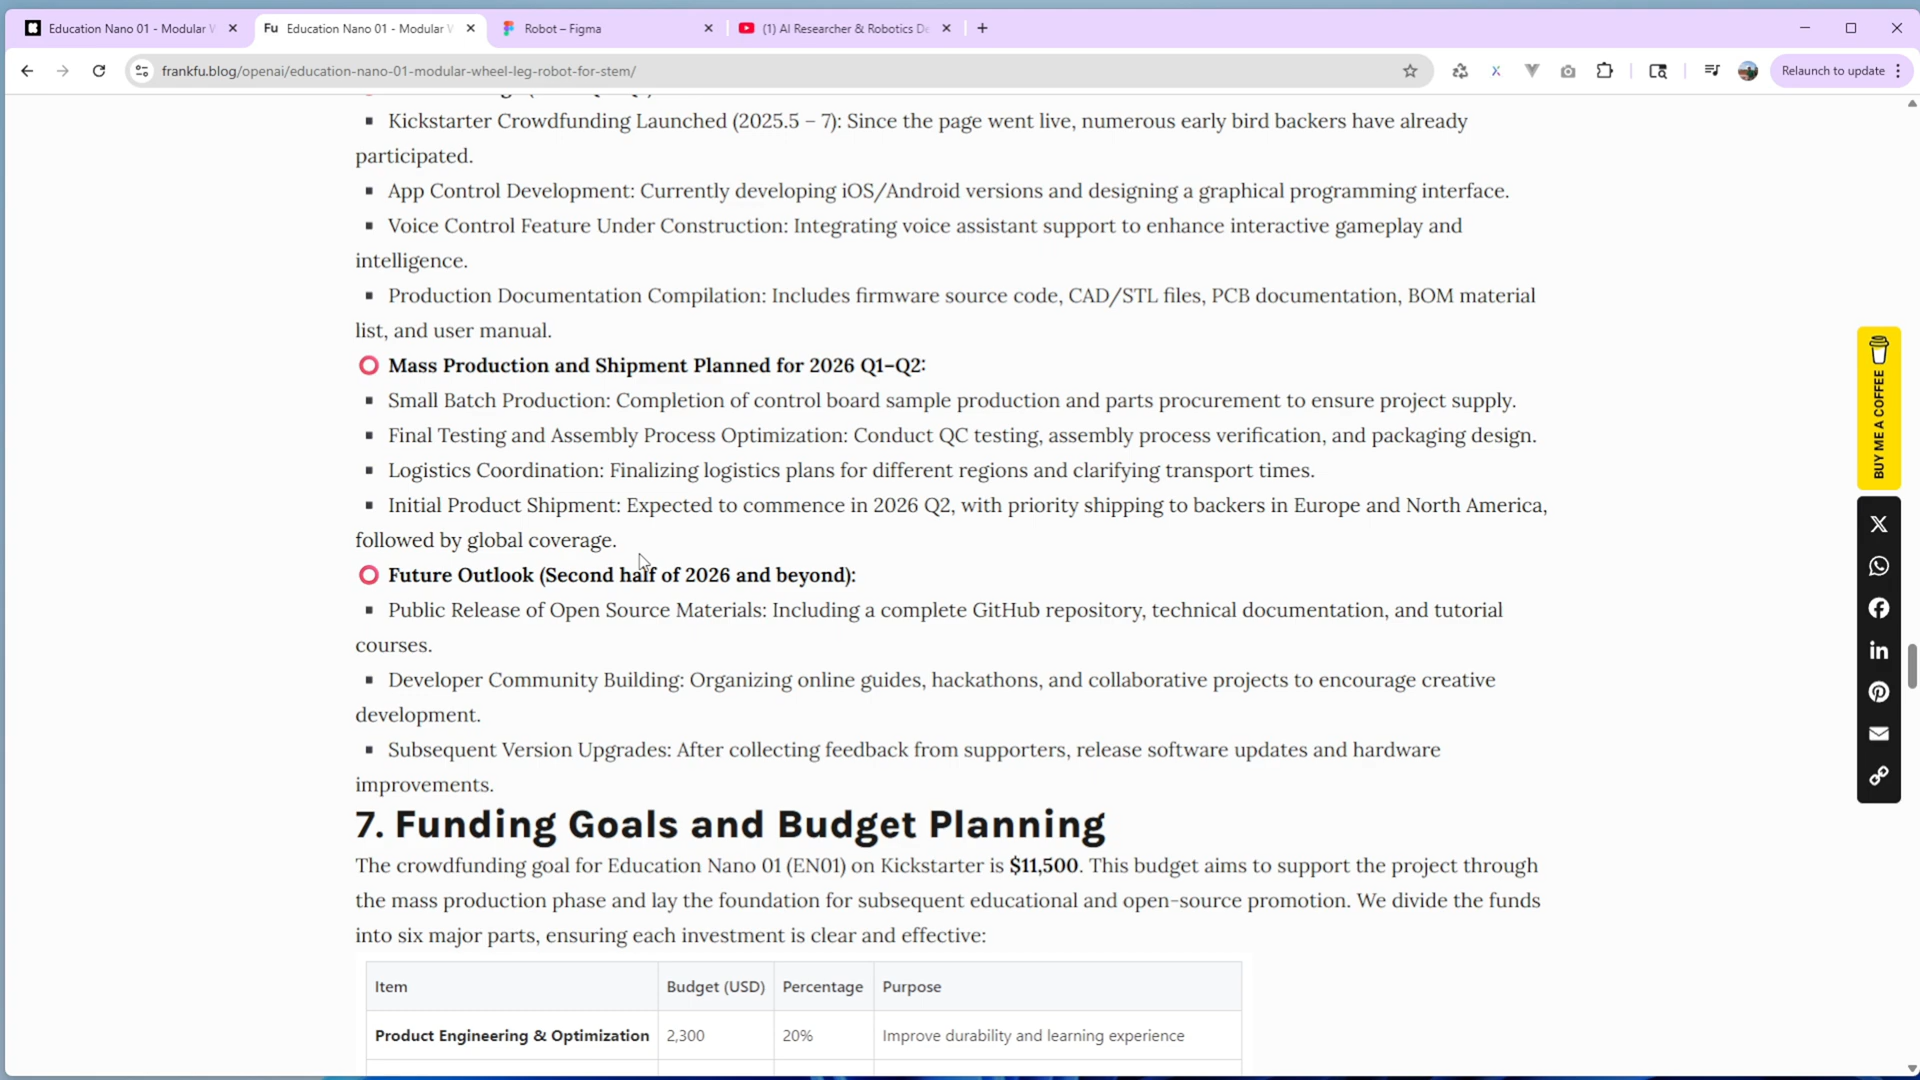 Education Nano 01 - Modular W
Fu Education Nano 01 - Modular W
Robot – Figma
(1) AI Researcher & Robotics De
frankfu.blog/openai/education-nano-01-modular-wheel-leg-robot-for-stem/
Relaunch to update
▪ Kickstarter Crowdfunding Launched (2025.5 – 7): Since the page went live, numerous early bird backers have already
participated.
▪ App Control Development: Currently developing iOS/Android versions and designing a graphical programming interface.
▪ Voice Control Feature Under Construction: Integrating voice assistant support to enhance interactive gameplay and
intelligence.
▪ Production Documentation Compilation: Includes firmware source code, CAD/STL files, PCB documentation, BOM material
list, and user manual.
⭕ Mass Production and Shipment Planned for 2026 Q1–Q2:
▪ Small Batch Production: Completion of control board sample production and parts procurement to ensure project supply.
▪ Final Testing and Assembly Process Optimization: Conduct QC testing, assembly process verification, and packaging design.
▪ Logistics Coordination: Finalizing logistics plans for different regions and clarifying transport times.
▪ Initial Product Shipment: Expected to commence in 2026 Q2, with priority shipping to backers in Europe and North America,
followed by global coverage.
⭕ Future Outlook (Second half of 2026 and beyond):
▪ Public Release of Open Source Materials: Including a complete GitHub repository, technical documentation, and tutorial
courses.
▪ Developer Community Building: Organizing online guides, hackathons, and collaborative projects to encourage creative
development.
▪ Subsequent Version Upgrades: After collecting feedback from supporters, release software updates and hardware
improvements.
7. Funding Goals and Budget Planning
The crowdfunding goal for Education Nano 01 (EN01) on Kickstarter is $11,500. This budget aims to support the project through
the mass production phase and lay the foundation for subsequent educational and open-source promotion. We divide the funds
into six major parts, ensuring each investment is clear and effective:
Item Budget (USD) Percentage Purpose
Product Engineering & Optimization 2,300 20% Improve durability and learning experience
BUY ME A COFFEE